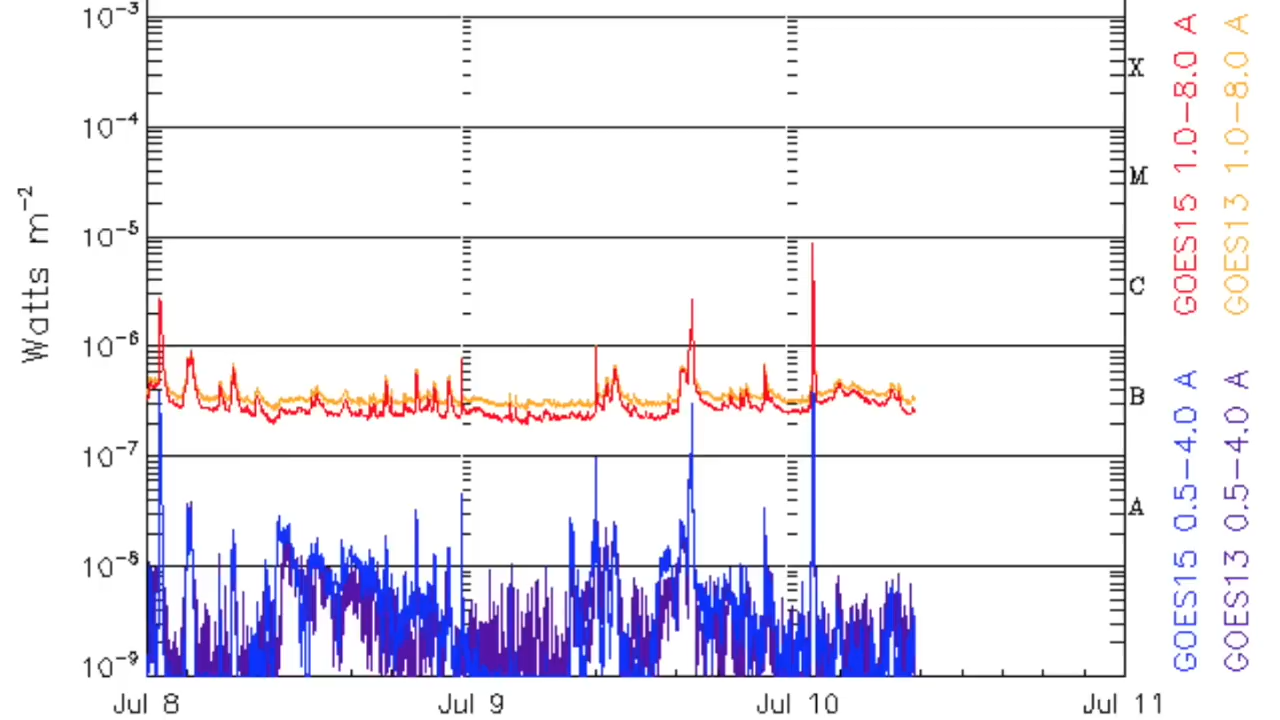 10⁻³
10⁻⁴
10⁻⁵
10⁻⁶
10⁻⁷
10⁻⁸
10⁻⁹
Watts m⁻²
X
M
C
B
A
Jul 8
Jul 9
Jul 10
Jul 11
GOES15 1.0-8.0 A
GOES13 1.0-8.0 A
GOES15 0.5-4.0 A
GOES13 0.5-4.0 A